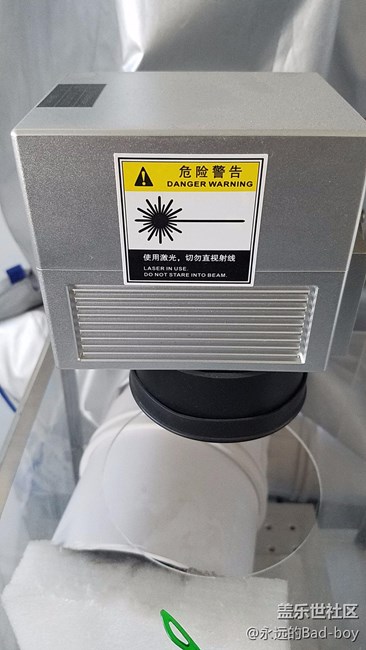 危险警告
DANGER WARNING
使用激光，切勿直视射线
LASER IN USE.
DO NOT STARE INTO BEAM.
盖乐世社区
@永远的Bad-boy